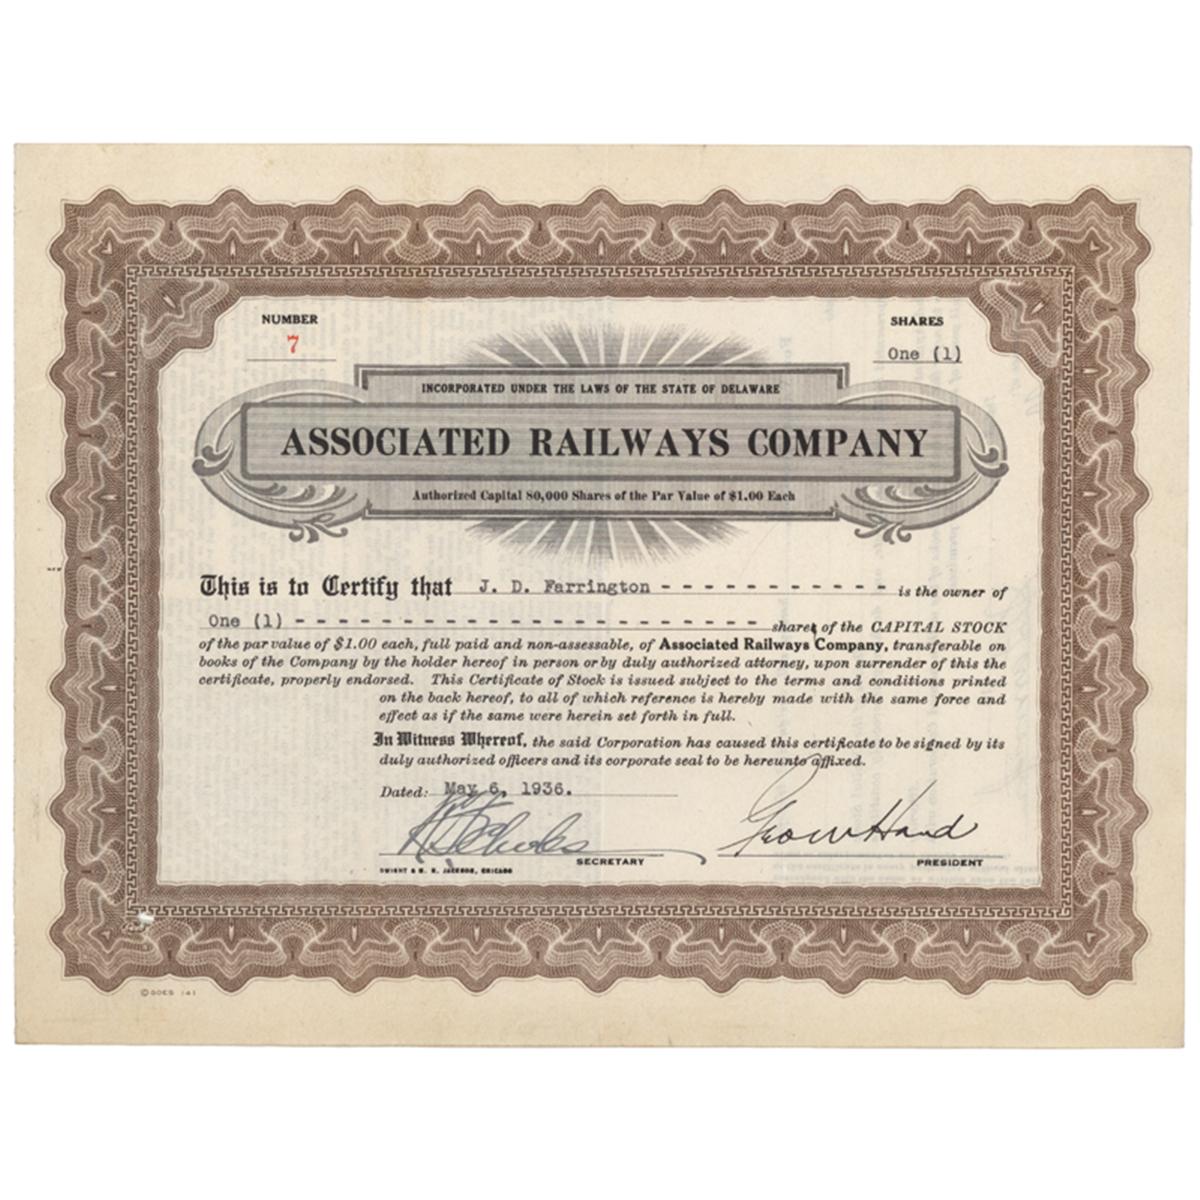 NUMBER
7
SHARES
One (1)
INCORPORATED UNDER THE LAWS OF THE STATE OF DELAWARE
ASSOCIATED RAILWAYS COMPANY
Authorized Capital 80,000 Shares of the Par Value of $1.00 Each
This is to Certify that J. D. Farrington - - - - - - - - - - - is the owner of
One (1) - - - - - - - - - - - - - - - - - - - - - - - shares of the CAPITAL STOCK
of the par value of $1.00 each, full paid and non-assessable, of Associated Railways Company, transferable on
books of the Company by the holder hereof in person or by duly authorized attorney, upon surrender of this the
certificate, properly endorsed. This Certificate of Stock is issued subject to the terms and conditions printed
on the back hereof, to all of which reference is hereby made with the same force and
effect as if the same were herein set forth in full.
In Witness Whereof, the said Corporation has caused this certificate to be signed by its
duly authorized officers and its corporate seal to be hereunto affixed.
Dated: May 6, 1936.
Geo W Hand
SECRETARY
PRESIDENT
DWIGHT & M. H. JACKSON, CHICAGO
© GOES 141